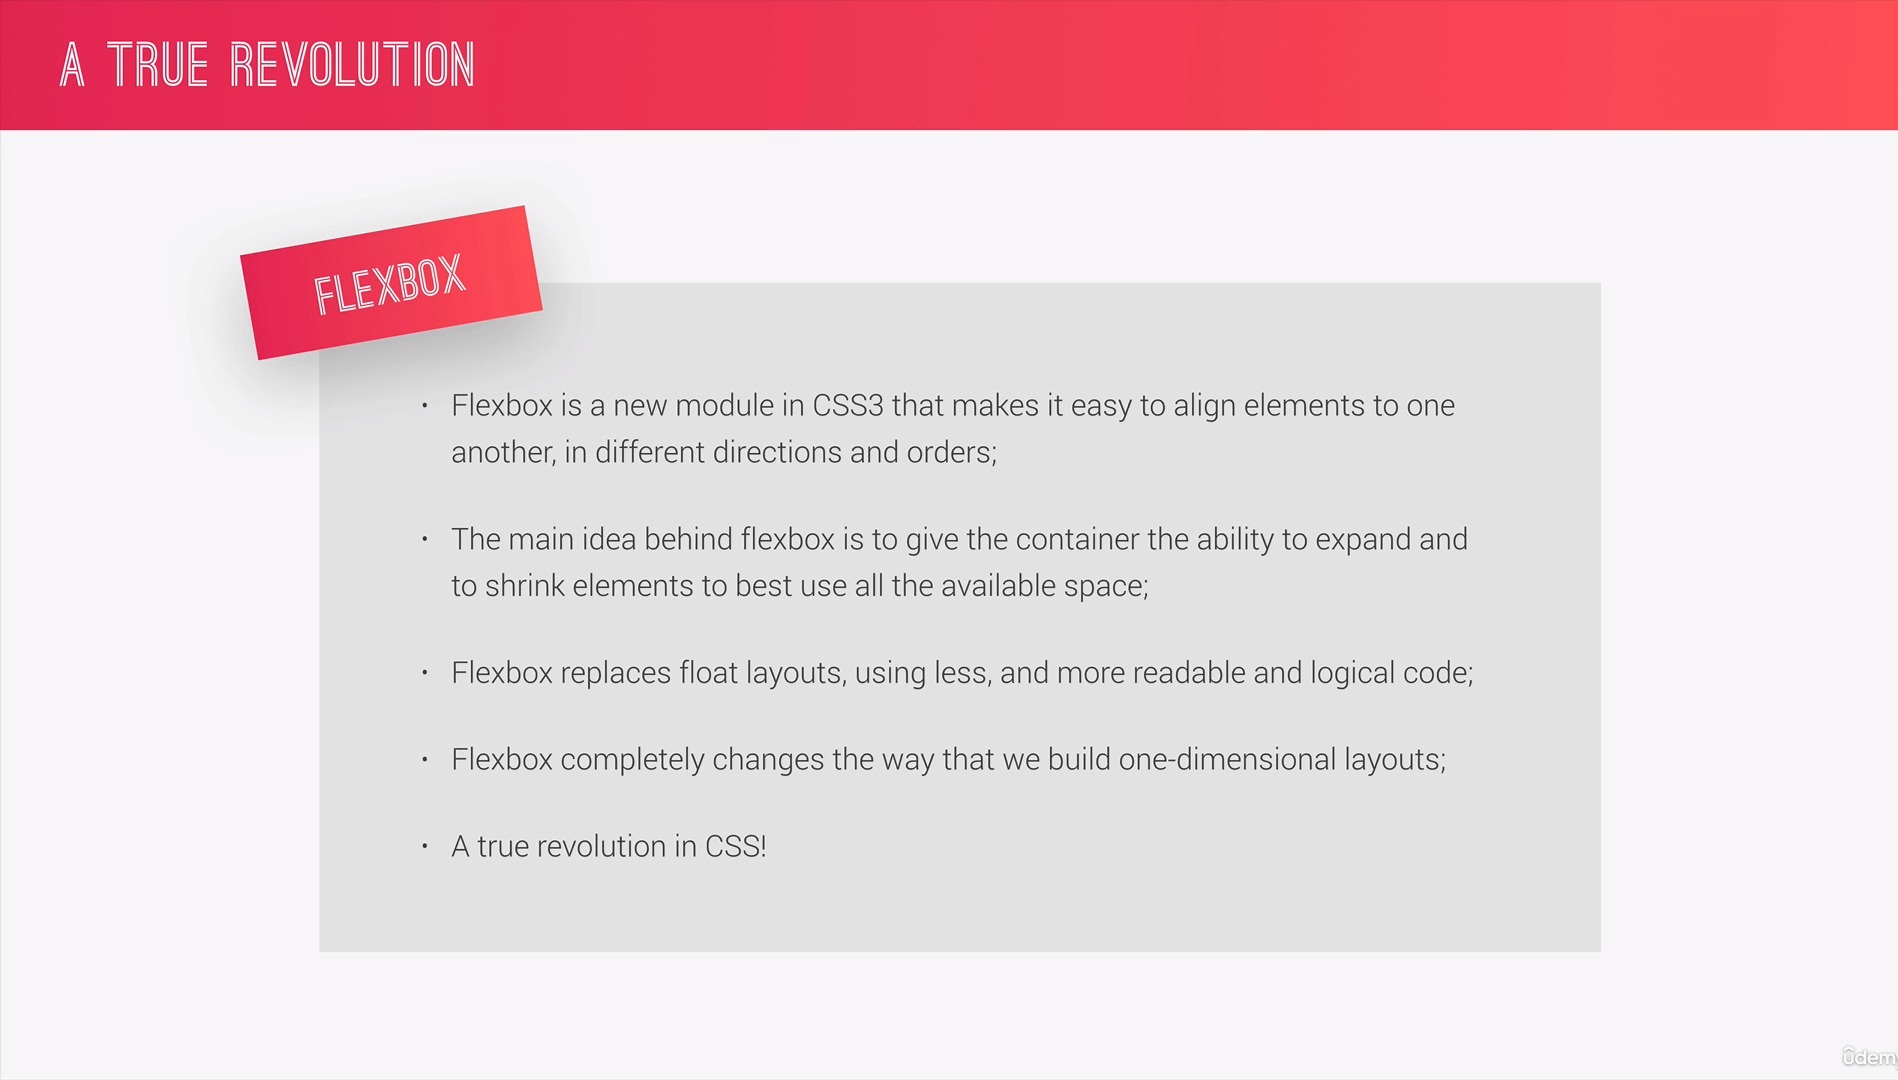 A TRUE REVOLUTION
FLEXBOX
• Flexbox is a new module in CSS3 that makes it easy to align elements to one
another, in different directions and orders;
• The main idea behind flexbox is to give the container the ability to expand and
to shrink elements to best use all the available space;
• Flexbox replaces float layouts, using less, and more readable and logical code;
• Flexbox completely changes the way that we build one-dimensional layouts;
• A true revolution in CSS!
ûdemy